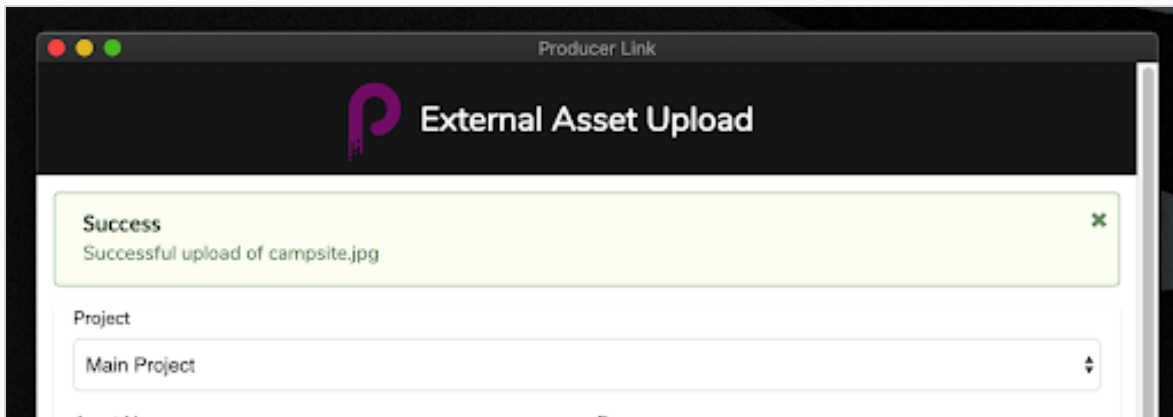 Producer Link
External Asset Upload
Success
Successful upload of campsite.jpg
Project
Main Project